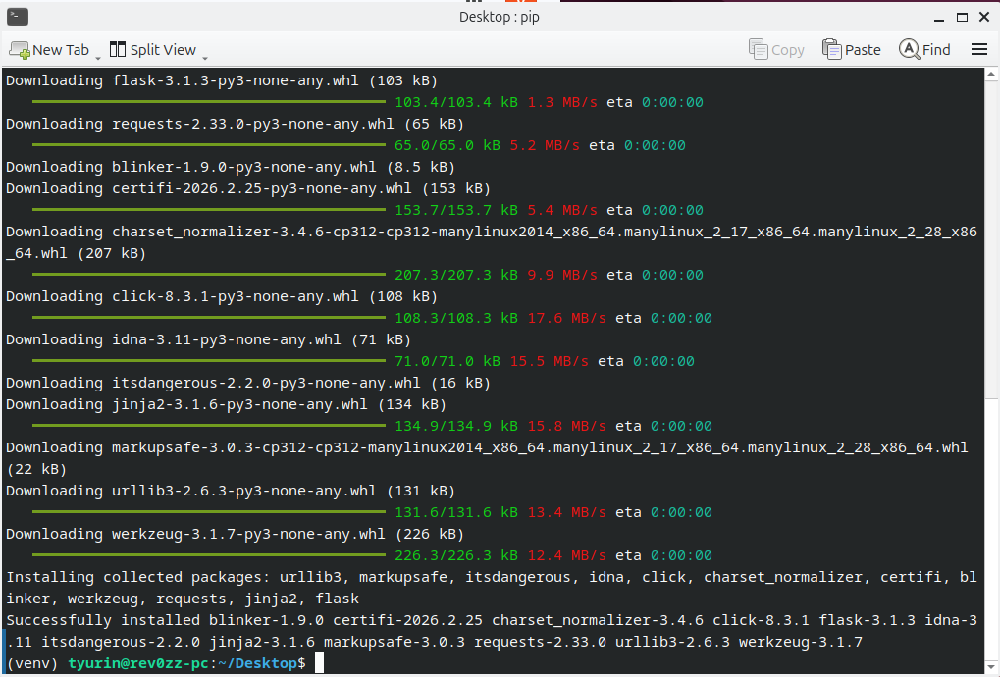 Desktop : pip
New Tab
Split View
Copy
Paste
Find
Downloading flask-3.1.3-py3-none-any.whl (103 kB)
103.4/103.4 kB 1.3 MB/s eta 0:00:00
Downloading requests-2.33.0-py3-none-any.whl (65 kB)
65.0/65.0 kB 5.2 MB/s eta 0:00:00
Downloading blinker-1.9.0-py3-none-any.whl (8.5 kB)
Downloading certifi-2026.2.25-py3-none-any.whl (153 kB)
153.7/153.7 kB 5.4 MB/s eta 0:00:00
Downloading charset_normalizer-3.4.6-cp312-cp312-manylinux2014_x86_64.manylinux_2_17_x86_64.manylinux_2_28_x86
_64.whl (207 kB)
207.3/207.3 kB 9.9 MB/s eta 0:00:00
Downloading click-8.3.1-py3-none-any.whl (108 kB)
108.3/108.3 kB 17.6 MB/s eta 0:00:00
Downloading idna-3.11-py3-none-any.whl (71 kB)
71.0/71.0 kB 15.5 MB/s eta 0:00:00
Downloading itsdangerous-2.2.0-py3-none-any.whl (16 kB)
Downloading jinja2-3.1.6-py3-none-any.whl (134 kB)
134.9/134.9 kB 15.8 MB/s eta 0:00:00
Downloading markupsafe-3.0.3-cp312-cp312-manylinux2014_x86_64.manylinux_2_17_x86_64.manylinux_2_28_x86_64.whl
(22 kB)
Downloading urllib3-2.6.3-py3-none-any.whl (131 kB)
131.6/131.6 kB 13.4 MB/s eta 0:00:00
Downloading werkzeug-3.1.7-py3-none-any.whl (226 kB)
226.3/226.3 kB 12.4 MB/s eta 0:00:00
Installing collected packages: urllib3, markupsafe, itsdangerous, idna, click, charset_normalizer, certifi, bl
inker, werkzeug, requests, jinja2, flask
Successfully installed blinker-1.9.0 certifi-2026.2.25 charset_normalizer-3.4.6 click-8.3.1 flask-3.1.3 idna-3
.11 itsdangerous-2.2.0 jinja2-3.1.6 markupsafe-3.0.3 requests-2.33.0 urllib3-2.6.3 werkzeug-3.1.7
(venv) tyurin@rev0zz-pc:~/Desktop$